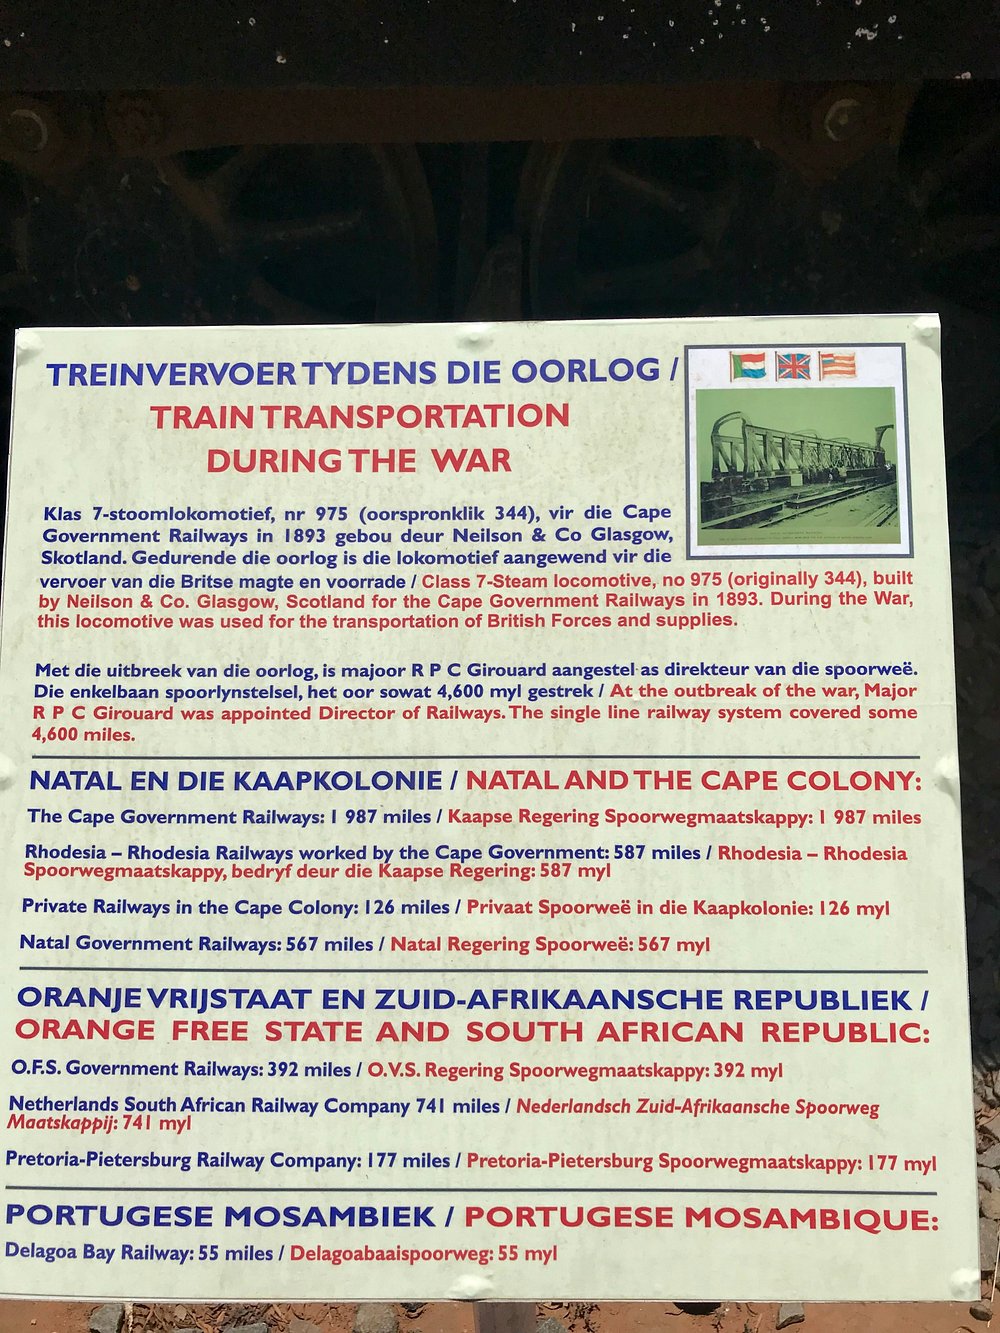 TREINVERVOER TYDENS DIE OORLOG /
TRAIN TRANSPORTATION
DURING THE WAR
Klas 7-stoomlokomotief, nr 975 (oorspronklik 344), vir die Cape
Government Railways in 1893 gebou deur Neilson & Co Glasgow,
Skotland. Gedurende die oorlog is die lokomotief aangewend vir die
vervoer van die Britse magte en voorrade / Class 7-Steam locomotive, no 975 (originally 344), built
by Neilson & Co. Glasgow, Scotland for the Cape Government Railways in 1893. During the War,
this locomotive was used for the transportation of British Forces and supplies.
Met die uitbreek van die oorlog, is majoor R P C Girouard aangestel as direkteur van die spoorweë.
Die enkelbaan spoorlynstelsel, het oor sowat 4,600 myl gestrek / At the outbreak of the war, Major
R P C Girouard was appointed Director of Railways. The single line railway system covered some
4,600 miles.
NATAL EN DIE KAAPKOLONIE / NATAL AND THE CAPE COLONY:
The Cape Government Railways: 1 987 miles / Kaapse Regering Spoorwegmaatskappy: 1 987 miles
Rhodesia – Rhodesia Railways worked by the Cape Government: 587 miles / Rhodesia – Rhodesia
Spoorwegmaatskappy, bedryf deur die Kaapse Regering: 587 myl
Private Railways in the Cape Colony: 126 miles / Privaat Spoorweë in die Kaapkolonie: 126 myl
Natal Government Railways: 567 miles / Natal Regering Spoorweë: 567 myl
ORANJE VRIJSTAAT EN ZUID-AFRIKAANSCHE REPUBLIEK /
ORANGE FREE STATE AND SOUTH AFRICAN REPUBLIC:
O.F.S. Government Railways: 392 miles / O.V.S. Regering Spoorwegmaatskappy: 392 myl
Netherlands South African Railway Company 741 miles / Nederlandsch Zuid-Afrikaansche Spoorweg
Maatskappij: 741 myl
Pretoria-Pietersburg Railway Company: 177 miles / Pretoria-Pietersburg Spoorwegmaatskappy: 177 myl
PORTUGESE MOSAMBIEK / PORTUGESE MOSAMBIQUE:
Delagoa Bay Railway: 55 miles / Delagoabaaispoorweg: 55 myl